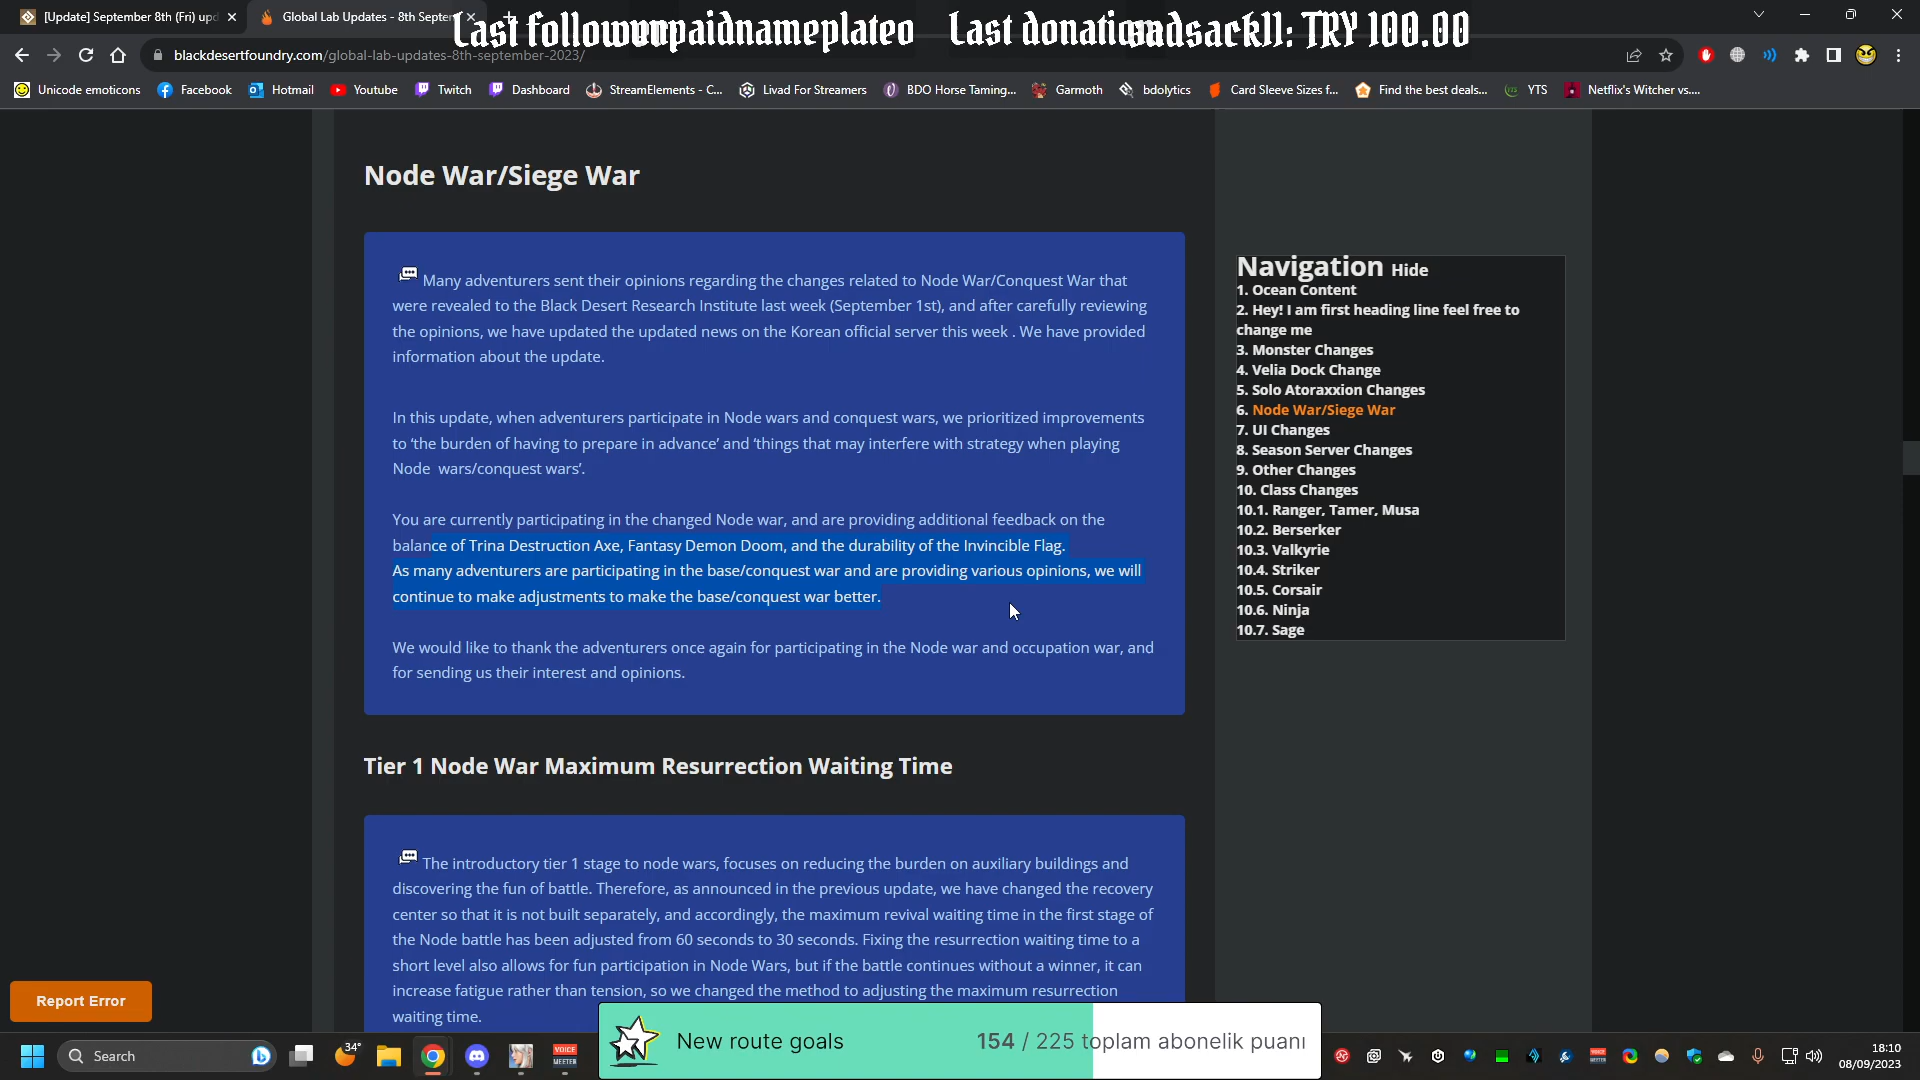 [Update] September 8th (Fri) upd
Global Lab Updates - 8th Septem
Last follower
Last donation
sadsack11: TRY 100.00
blackdesertfoundry.com/global-lab-updates-8th-september-2023/
Unicode emoticons
Facebook
Hotmail
Youtube
Twitch
Dashboard
StreamElements - C...
Livad For Streamers
BDO Horse Taming...
Garmoth
bdolytics
Card Sleeve Sizes f...
Find the best deals...
YTS
Netflix's Witcher vs....
Node War/Siege War
Many adventurers sent their opinions regarding the changes related to Node War/Conquest War that
were revealed to the Black Desert Research Institute last week (September 1st), and after carefully reviewing
the opinions, we have updated the updated news on the Korean official server this week . We have provided
information about the update.
In this update, when adventurers participate in Node wars and conquest wars, we prioritized improvements
to ‘the burden of having to prepare in advance’ and ‘things that may interfere with strategy when playing
Node wars/conquest wars’.
You are currently participating in the changed Node war, and are providing additional feedback on the
balance of Trina Destruction Axe, Fantasy Demon Doom, and the durability of the Invincible Flag.
As many adventurers are participating in the base/conquest war and are providing various opinions, we will
continue to make adjustments to make the base/conquest war better.
We would like to thank the adventurers once again for participating in the Node war and occupation war, and
for sending us their interest and opinions.
Tier 1 Node War Maximum Resurrection Waiting Time
The introductory tier 1 stage to node wars, focuses on reducing the burden on auxiliary buildings and
discovering the fun of battle. Therefore, as announced in the previous update, we have changed the recovery
center so that it is not built separately, and accordingly, the maximum revival waiting time in the first stage of
the Node battle has been adjusted from 60 seconds to 30 seconds. Fixing the resurrection waiting time to a
short level also allows for fun participation in Node Wars, but if the battle continues without a winner, it can
increase fatigue rather than tension, so we changed the method to adjusting the maximum resurrection
waiting time.
Navigation Hide
1. Ocean Content
2. Hey! I am first heading line feel free to
change me
3. Monster Changes
4. Velia Dock Change
5. Solo Atoraxxion Changes
6. Node War/Siege War
7. UI Changes
8. Season Server Changes
9. Other Changes
10. Class Changes
10.1. Ranger, Tamer, Musa
10.2. Berserker
10.3. Valkyrie
10.4. Striker
10.5. Corsair
10.6. Ninja
10.7. Sage
Report Error
New route goals
154 / 225 toplam abonelik puanı
Search
34°
VOICE
MEETER
18:10
08/09/2023